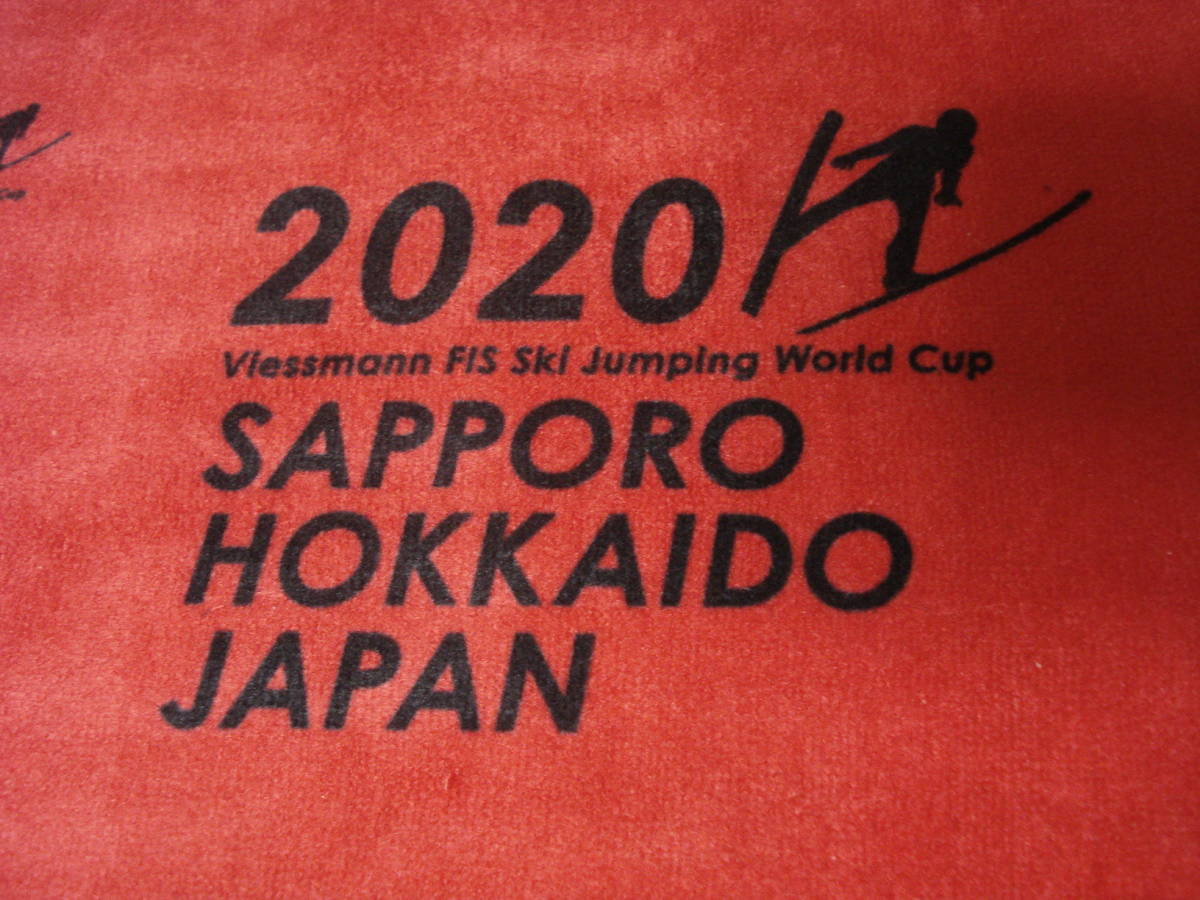 2020
Viessmann FIS Ski Jumping World Cup
SAPPORO
HOKKAIDO
JAPAN